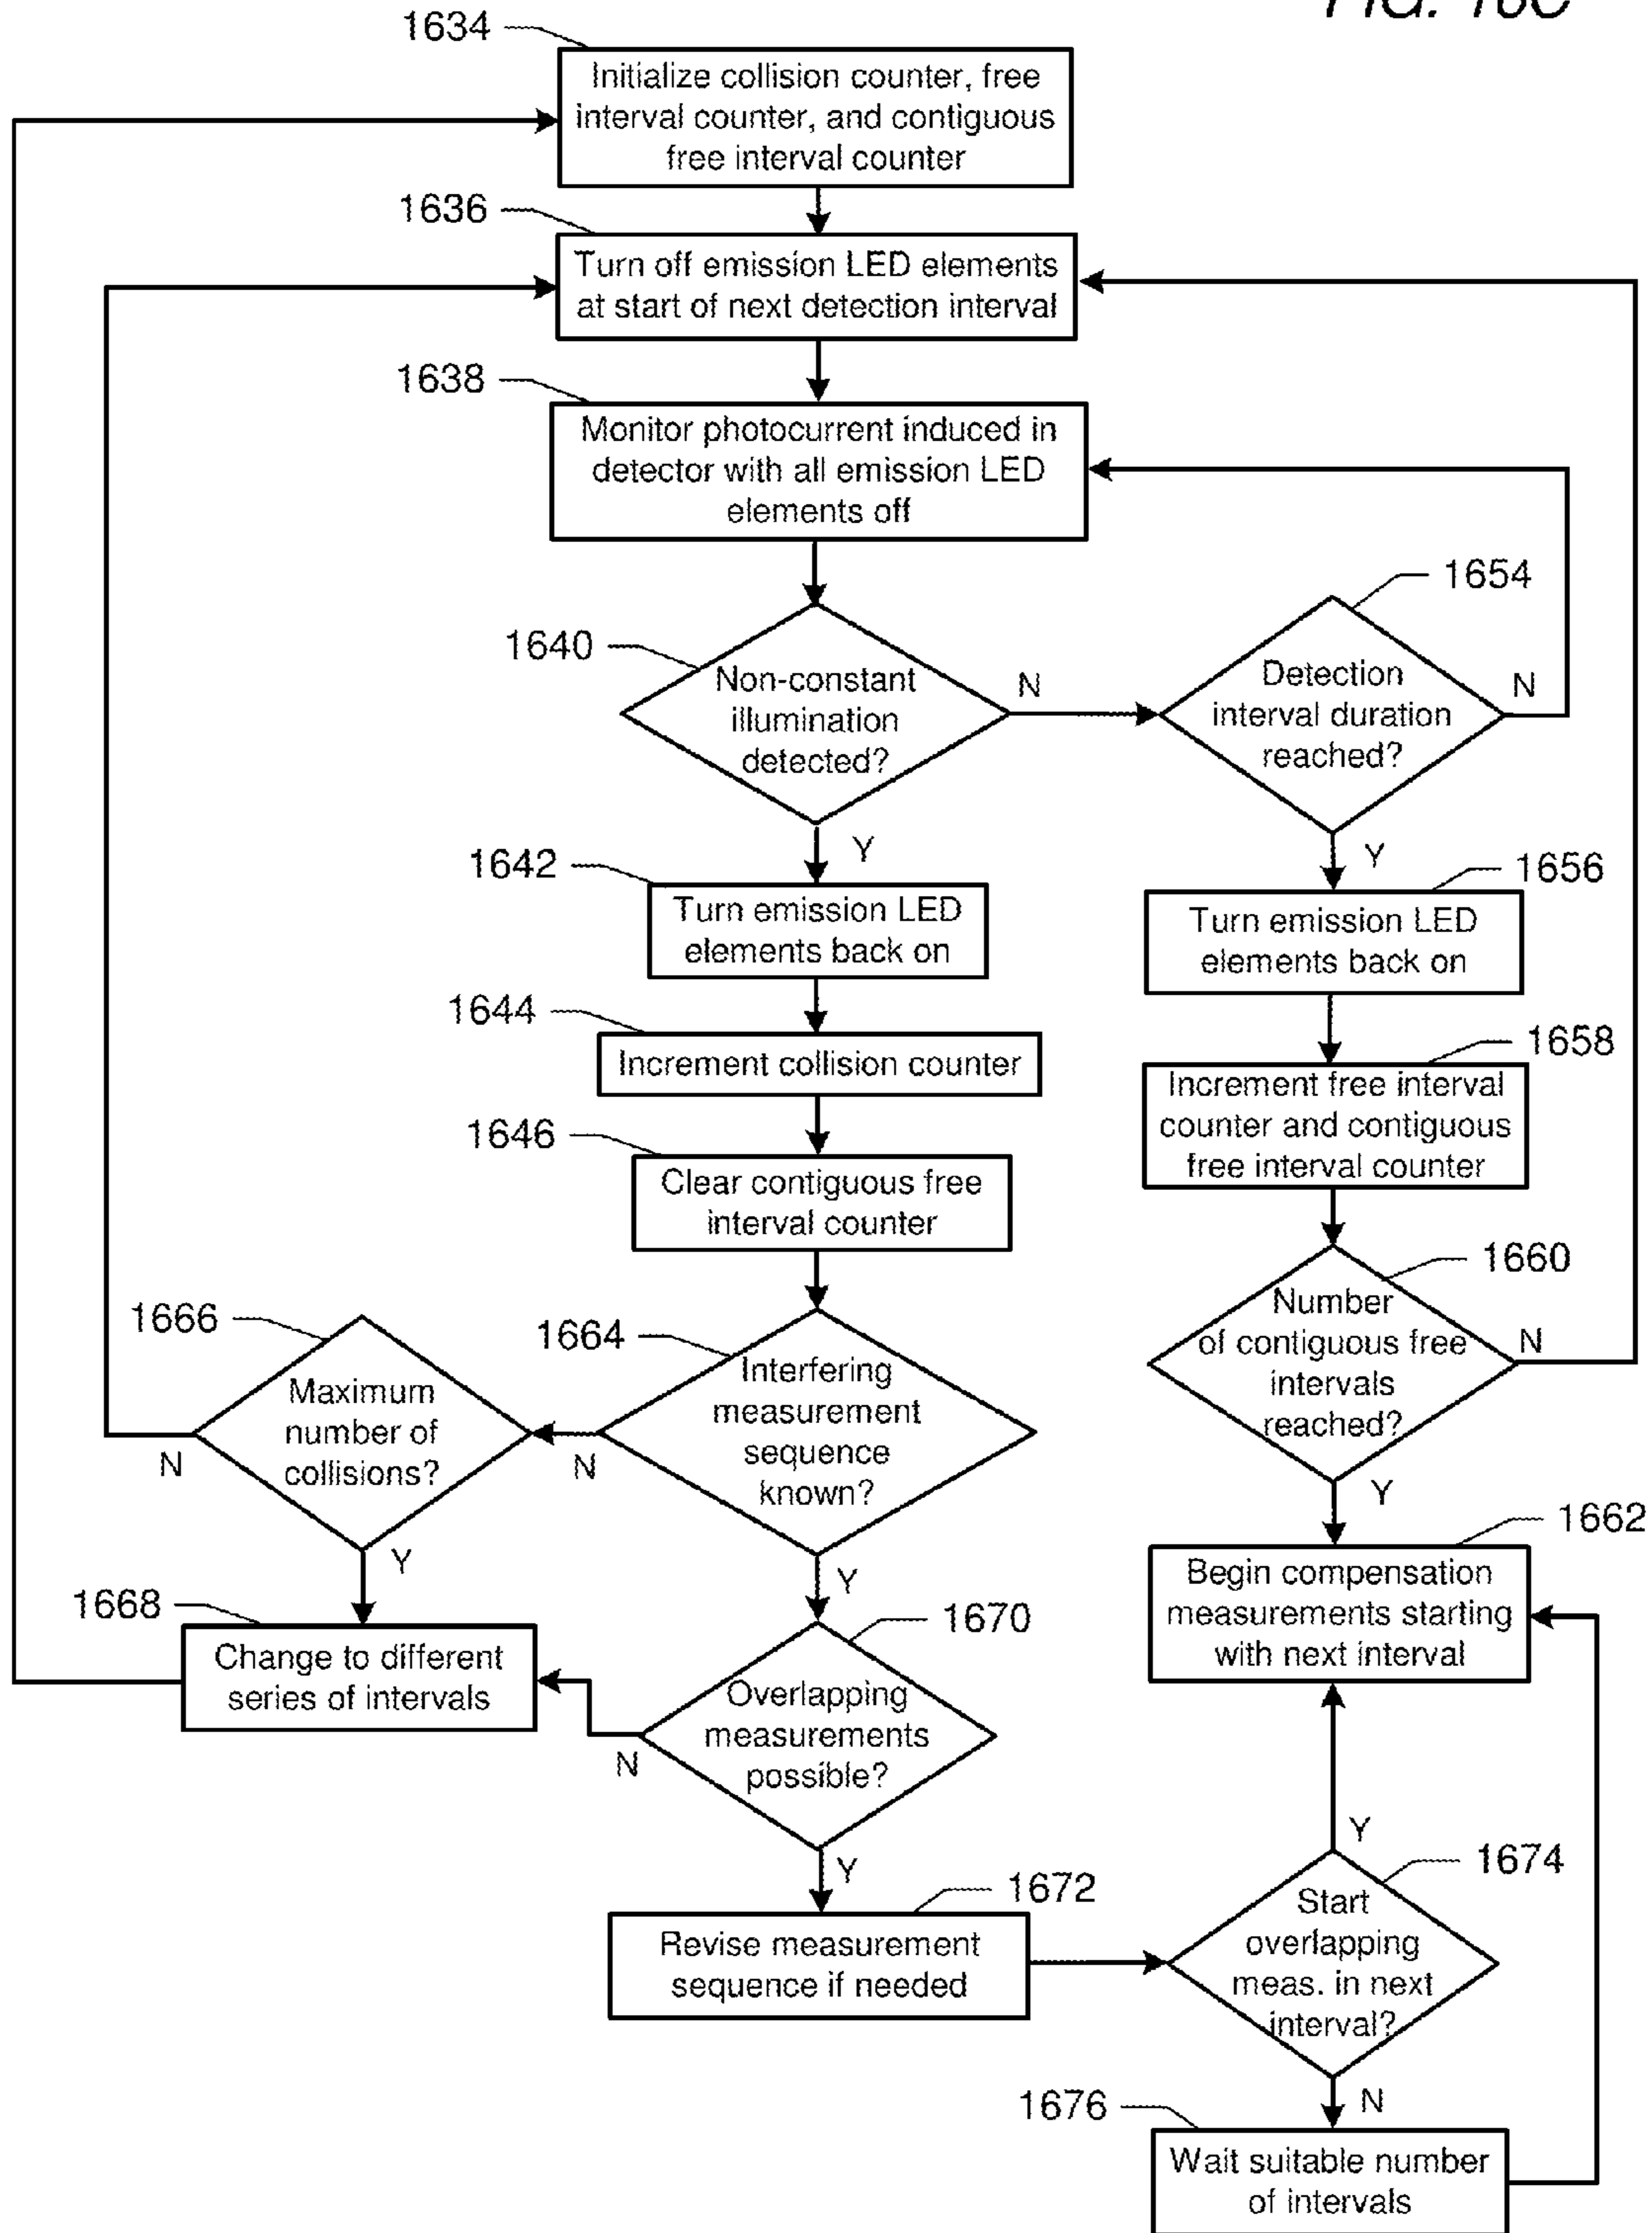 FIG. 16C
1634
Initialize collision counter, free
interval counter, and contiguous
free interval counter
1636
Turn off emission LED elements
at start of next detection interval
1638
Monitor photocurrent induced in
detector with all emission LED
elements off
1654
1640
Non-constant
illumination
detected?
N
Detection
interval duration
reached?
N
Y
Y
1642
Turn emission LED
elements back on
1656
Turn emission LED
elements back on
1644
Increment collision counter
1658
Increment free interval
counter and contiguous
free interval counter
1646
Clear contiguous free
interval counter
1660
Number
of contiguous free
intervals
reached?
N
Y
1666
Maximum
number of
collisions?
N
Y
1664
Interfering
measurement
sequence
known?
N
Y
1662
Begin compensation
measurements starting
with next interval
1668
Change to different
series of intervals
1670
Overlapping
measurements
possible?
N
Y
1672
Revise measurement
sequence if needed
1674
Start
overlapping
meas. in next
interval?
Y
N
1676
Wait suitable number
of intervals